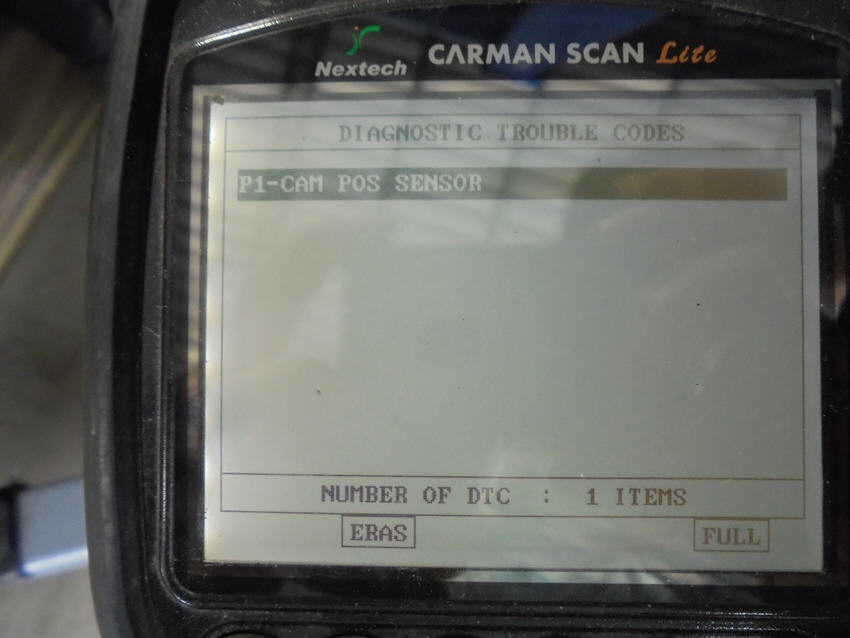 Nextech CARMAN SCAN Lite
DIAGNOSTIC TROUBLE CODES
P1-CAM POS SENSOR
NUMBER OF DTC : 1 ITEMS
ERAS FULL